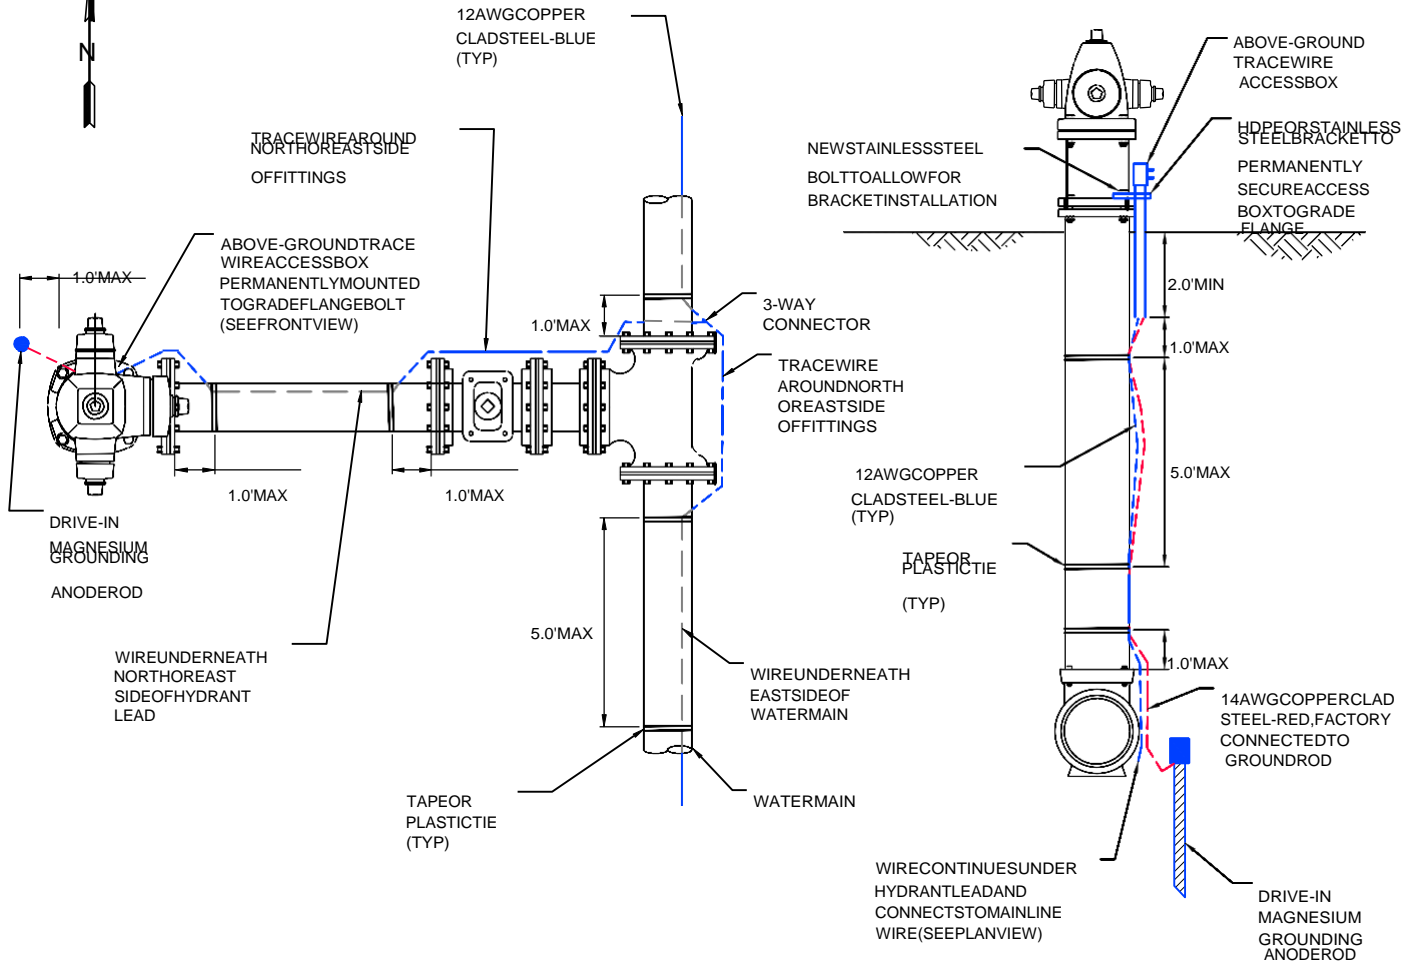 N
12AWGCOPPER
CLADSTEEL-BLUE
(TYP)
TRACEWIREAROUND
NORTHOREASTSIDE
OFFITTINGS
ABOVE-GROUNDTRACE
WIREACCESSBOX
PERMANENTLYMOUNTED
TOGRADEFLANGEBOLT
(SEEFRONTVIEW)
1.0'MAX
1.0'MAX
3-WAY
CONNECTOR
TRACEWIRE
AROUNDNORTH
OREASTSIDE
OFFITTINGS
1.0'MAX
1.0'MAX
DRIVE-IN
MAGNESIUM
GROUNDING
ANODEROD
WIREUNDERNEATH
NORTHOREAST
SIDEOFHYDRANT
LEAD
5.0'MAX
WIREUNDERNEATH
EASTSIDEOF
WATERMAIN
TAPEOR
PLASTICTIE
(TYP)
WATERMAIN
ABOVE-GROUND
TRACEWIRE
ACCESSBOX
HDPEORSTAINLESS
STEELBRACKETTO
PERMANENTLY
SECUREACCESS
BOXTOGRADE
FLANGE
NEWSTAINLESSSTEEL
BOLTTOALLOWFOR
BRACKETINSTALLATION
2.0'MIN
1.0'MAX
5.0'MAX
12AWGCOPPER
CLADSTEEL-BLUE
(TYP)
TAPEOR
PLASTICTIE
(TYP)
1.0'MAX
14AWGCOPPERCLAD
STEEL-RED,FACTORY
CONNECTEDTO
GROUNDROD
WIRECONTINUESUNDER
HYDRANTLEADAND
CONNECTSTOMAINLINE
WIRE(SEEPLANVIEW)
DRIVE-IN
MAGNESIUM
GROUNDING
ANODEROD